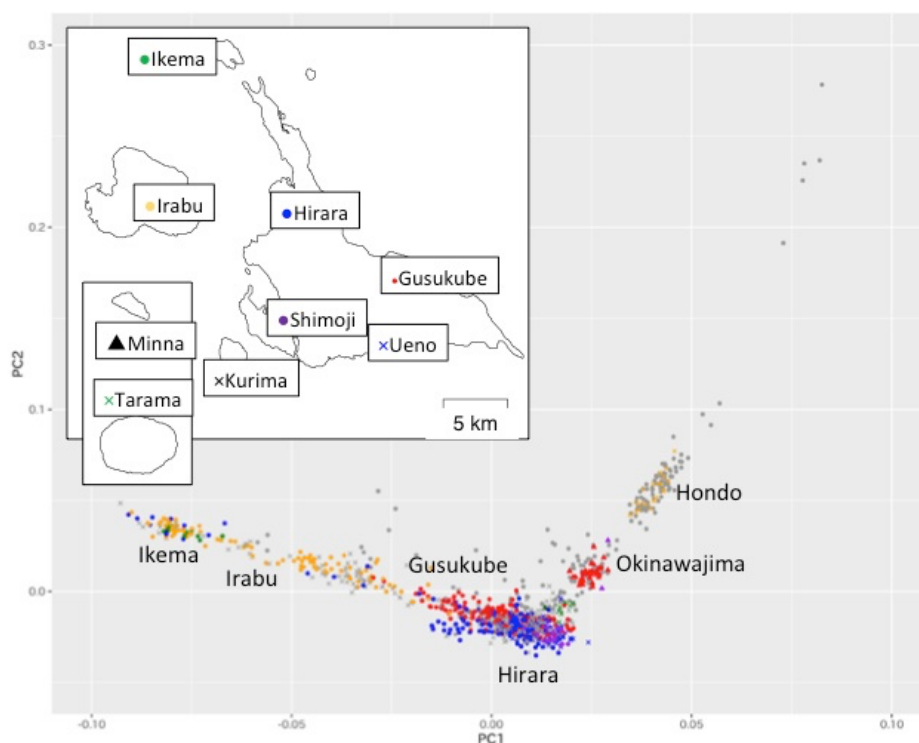 0.3
Ikema
Irabu
Hirara
0.2
Gusukube
Shimoji
Minna
Ueno
Kurima
Tarama
PC2
0.1
5 km
Hondo
Ikema
Irabu
Gusukube
Okinawajima
0.0
Hirara
-0.10
-0.05
0.00
0.05
0.10
PC1